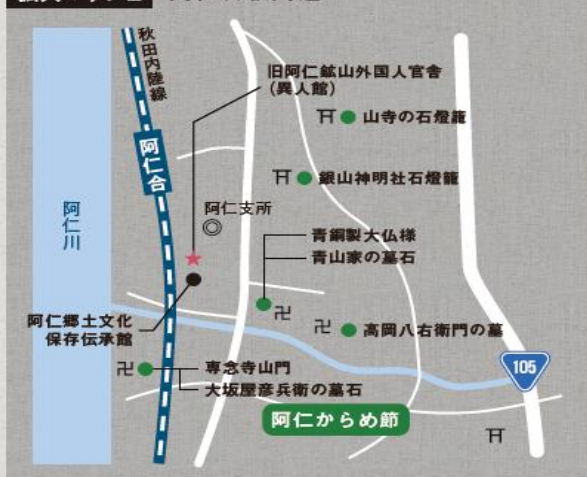 秋田内陸線
旧阿仁鉱山外国人官舎
(異人館)
山寺の石燈籠
阿仁合
銀山神明社石燈籠
阿仁支所
阿仁川
青銅製大仏様
青山家の墓石
阿仁郷土文化
保存伝承館
高岡八右衛門の墓
専念寺山門
大坂屋彦兵衛の墓石
105
阿仁からめ節